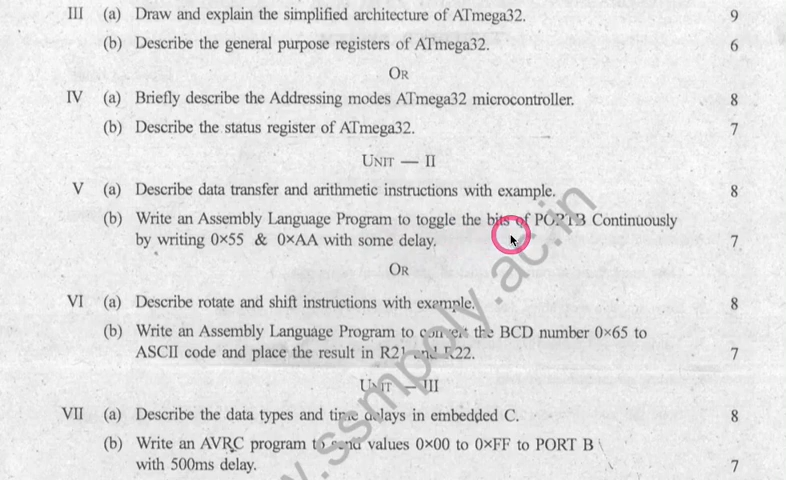 III (a) Draw and explain the simplified architecture of ATmega32. 9
(b) Describe the general purpose registers of ATmega32. 6
OR
IV (a) Briefly describe the Addressing modes ATmega32 microcontroller. 8
(b) Describe the status register of ATmega32. 7
UNIT — II
V (a) Describe data transfer and arithmetic instructions with example. 8
(b) Write an Assembly Language Program to toggle the bits of PORTB Continuously
by writing 0×55 & 0×AA with some delay. 7
OR
VI (a) Describe rotate and shift instructions with example. 8
(b) Write an Assembly Language Program to convert the BCD number 0×65 to
ASCII code and place the result in R21 and R22. 7
UNIT — III
VII (a) Describe the data types and time delays in embedded C. 8
(b) Write an AVRC program to send values 0×00 to 0×FF to PORT B
with 500ms delay. 7
.ssmpoly.ac.in